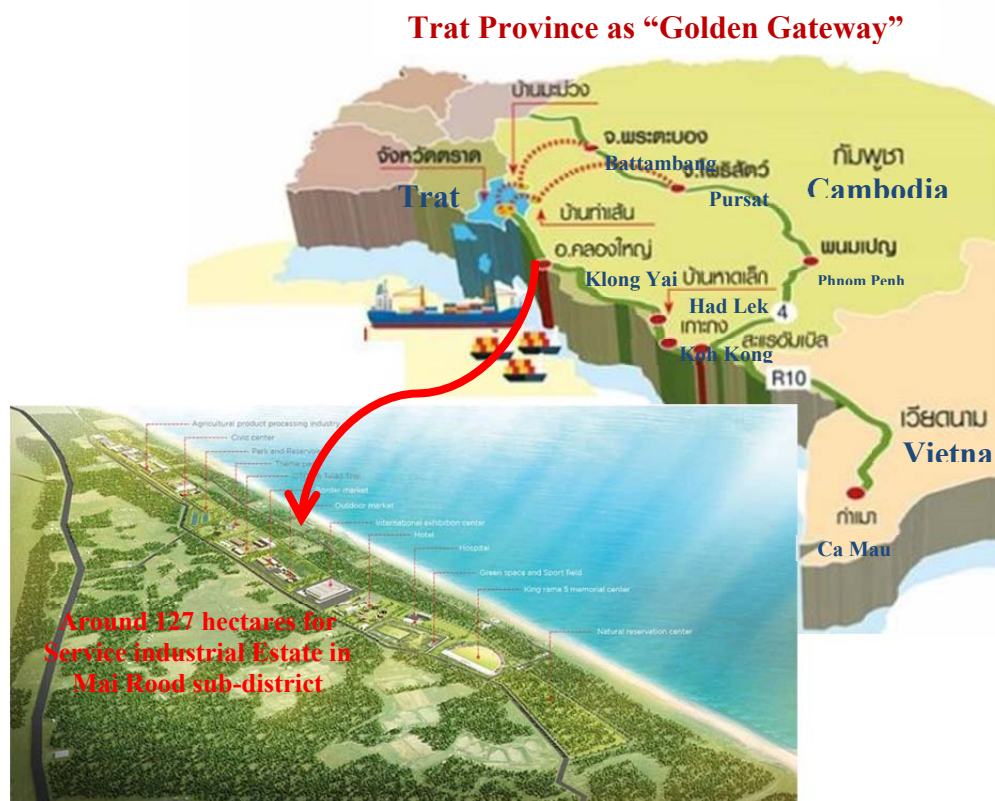 Trat Province as “Golden Gateway”
บ้านมะม่วง
จ.พระตะบอง
Battambang
จังหวัดตราด
Trat
จ.โพธิสัตว์
Pursat
กัมพูชา
Cambodia
บ้านท่าเส้น
อ.คลองใหญ่
Klong Yai
บ้านหาดเล็ก
Had Lek
พนมเปญ
Phnom Penh
4
เกาะกง
Koh Kong
สะแรอัมเบิล
R10
เวียดนาม
Vietna
กำเมา
Ca Mau
Agricultural product processing industry
Civic center
Park and Reservoir
Theme park
Border market
Outdoor market
International exhibition center
Hotel
Hospital
Green space and Sport field
King rama 5 memorial center
Natural reservation center
Around 127 hectares for
Service industrial Estate in
Mai Rood sub-district